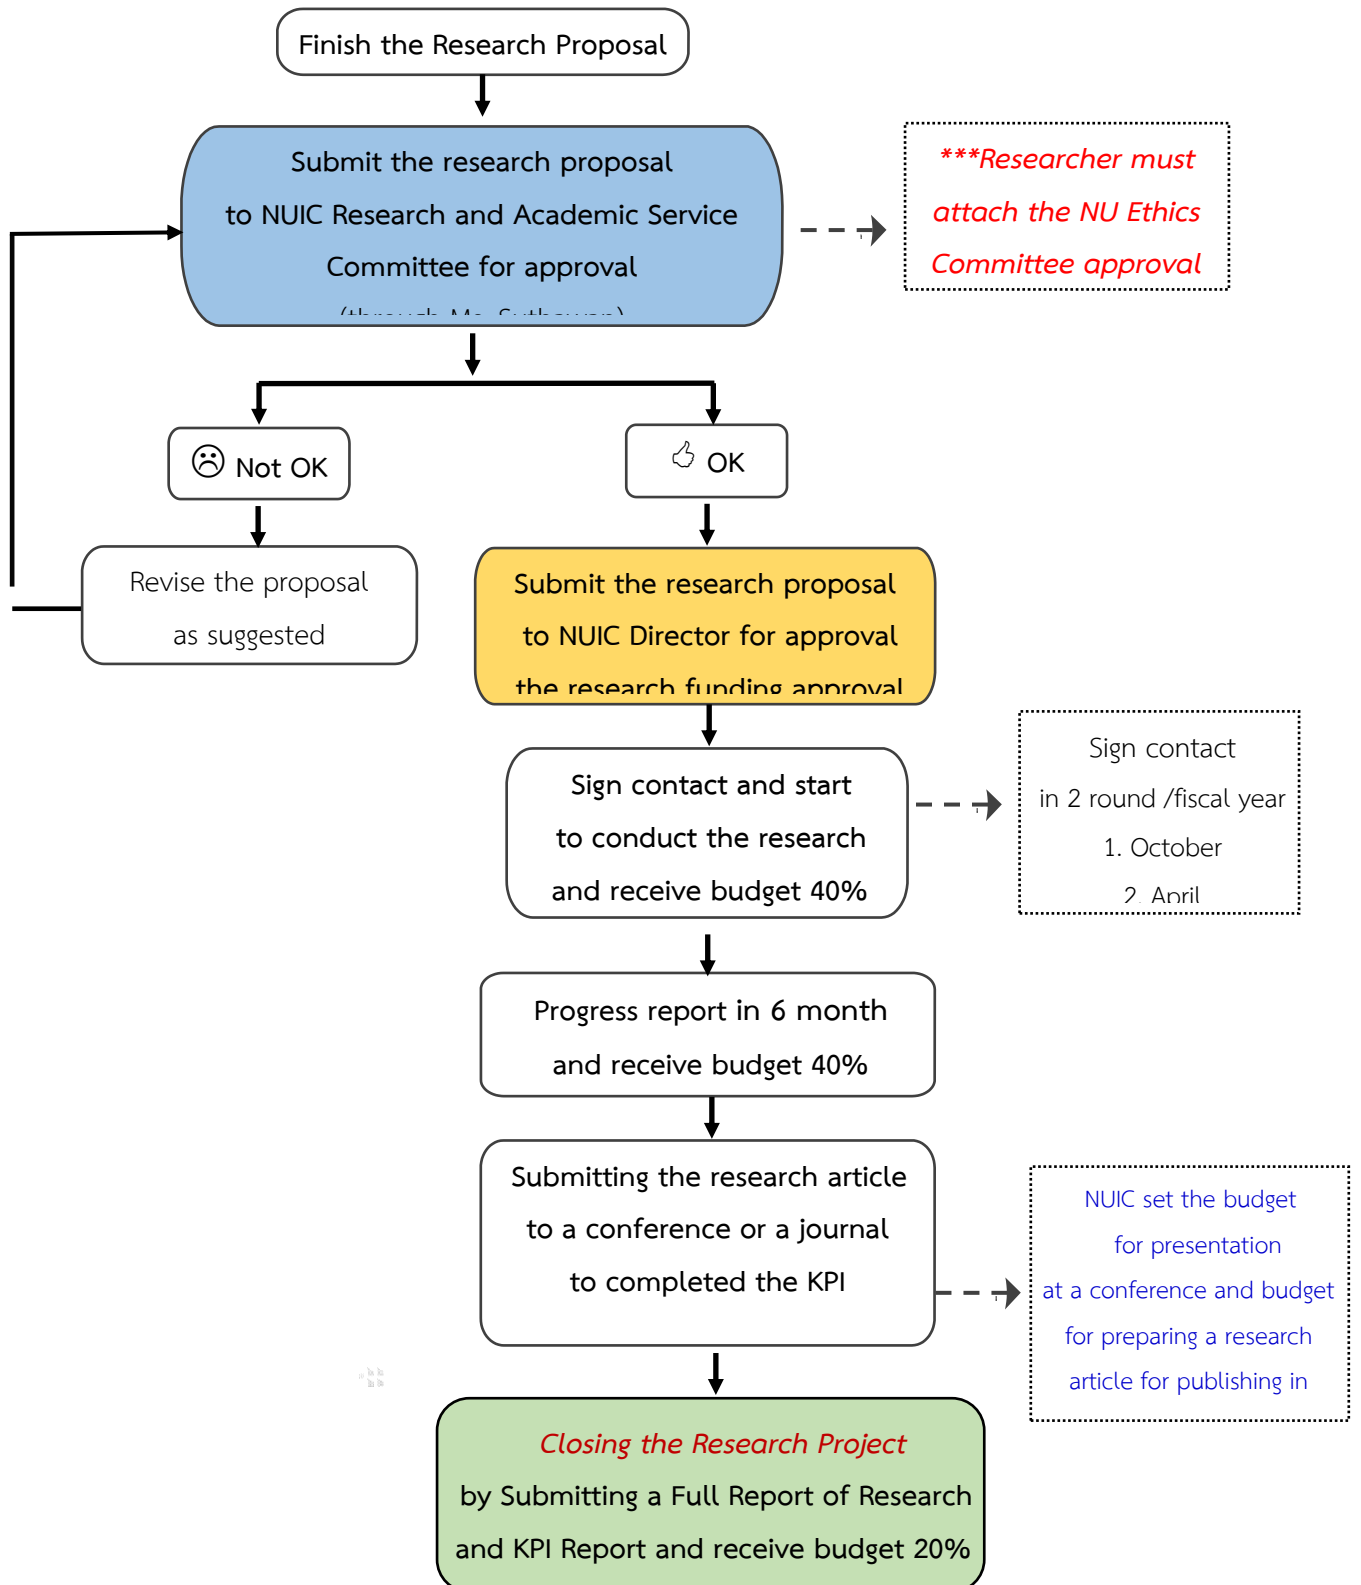 Finish the Research Proposal
Submit the research proposal
to NUIC Research and Academic Service
Committee for approval
(through Ms. Suthawan)
***Researcher must
attach the NU Ethics
Committee approval
Not OK
OK
Revise the proposal
as suggested
Submit the research proposal
to NUIC Director for approval
the research funding approval
Sign contact and start
to conduct the research
and receive budget 40%
Sign contact
in 2 round /fiscal year
1. October
2. April
Progress report in 6 month
and receive budget 40%
Submitting the research article
to a conference or a journal
to completed the KPI
NUIC set the budget
for presentation
at a conference and budget
for preparing a research
article for publishing in
Closing the Research Project
by Submitting a Full Report of Research
and KPI Report and receive budget 20%